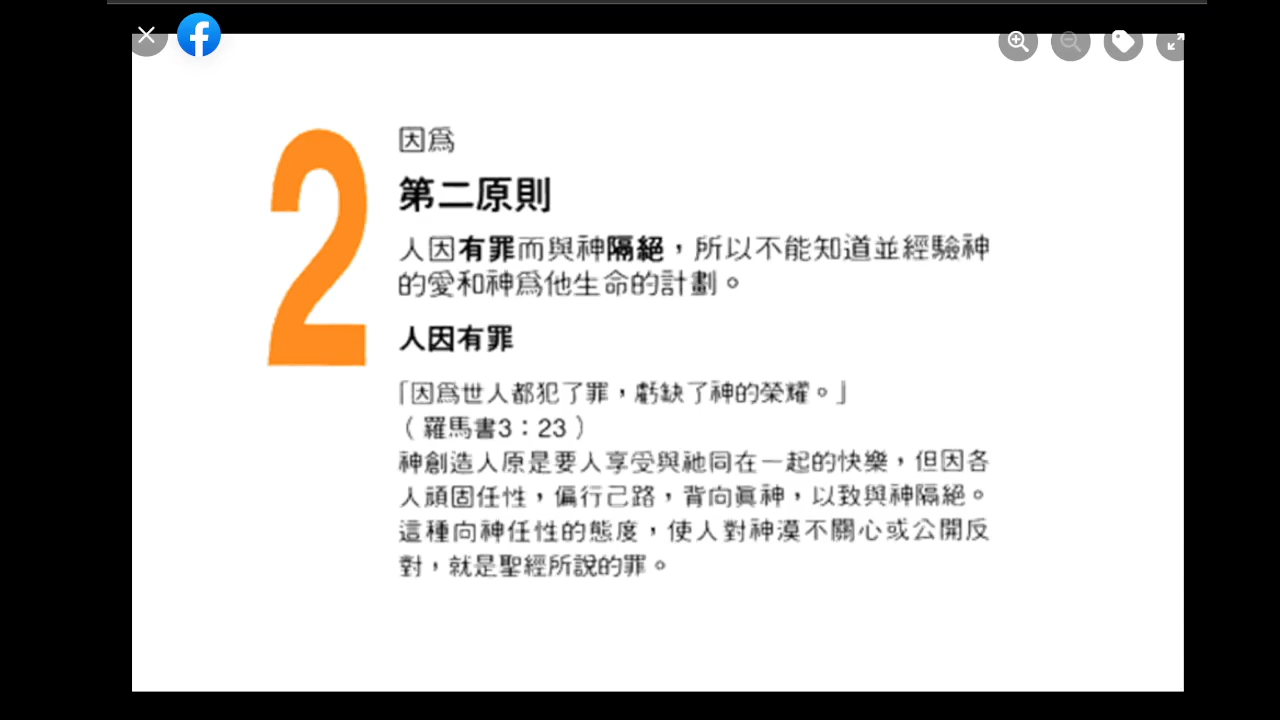 2
因爲
第二原則
人因有罪而與神隔絕，所以不能知道並經驗神
的愛和神爲他生命的計劃。
人因有罪
「因爲世人都犯了罪，虧缺了神的榮耀。」
（羅馬書3：23）
神創造人原是要人享受與祂同在一起的快樂，但因各
人頑固任性，偏行己路，背向眞神，以致與神隔絕。
這種向神任性的態度，使人對神漠不關心或公開反
對，就是聖經所說的罪。